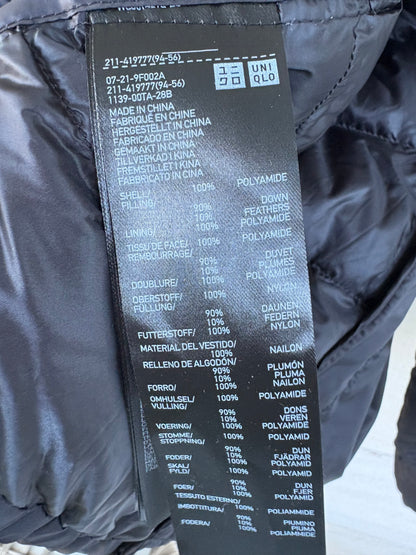 211-419777(94-56)
07-21-9F002A
211-419777(94-56)
1139-00TA-28B
ユニ
クロ
UNI
QLO
MADE IN CHINA
FABRIQUÉ EN CHINE
HERGESTELLT IN CHINA
FABRICADO EN CHINA
GEMAAKT IN CHINA
TILLVERKAD I KINA
FREMSTILLET I KINA
FABRICATO IN CINA
SHELL/ 100% POLYAMIDE
FILLING/ 90% DOWN
10% FEATHERS
LINING/ 100% POLYAMIDE
TISSU DE FACE/ 100% POLYAMIDE
REMBOURRAGE/ 90% DUVET
10% PLUMES
DOUBLURE/ 100% POLYAMIDE
OBERSTOFF/ 100% NYLON
FÜLLUNG/ 90% DAUNEN
10% FEDERN
FUTTERSTOFF/ 100% NYLON
MATERIAL DEL VESTIDO/ 100% NAILON
RELLENO DE ALGODÓN/ 90% PLUMÓN
10% PLUMA
FORRO/ 100% NAILON
OMHULSEL/ 100% POLYAMIDE
VULLING/ 90% DONS
10% VEREN
VOERING/ 100% POLYAMIDE
STOMME/ 100% POLYAMID
STOPPNING/ 90% DUN
10% FJÄDRAR
FODER/ 100% POLYAMID
SKAL/ 100% POLYAMID
FYLD/ 90% DUN
10% FJER
FOER/ 100% POLYAMID
TESSUTO ESTERNO/ 100% POLIAMMIDE
IMBOTTITURA/ 90% PIUMINO
10% PIUMA
FODERA/ 100% POLIAMMIDE